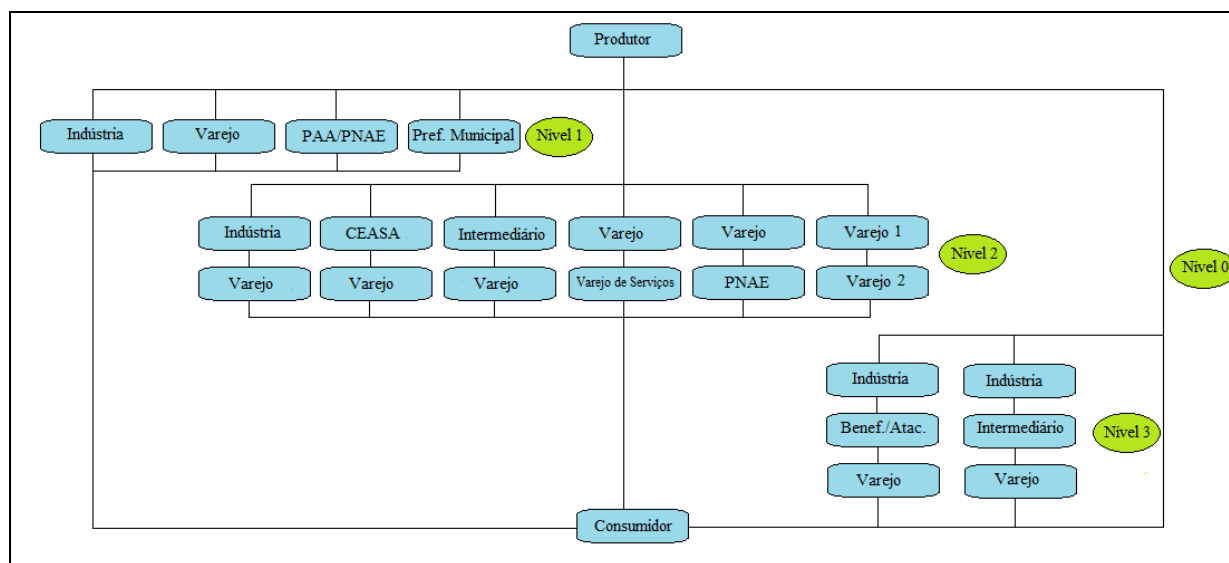 Produtor
Indústria
Varejo
PAA/PNAE
Pref. Municipal
Nível 1
Indústria
CEASA
Intermediário
Varejo
Varejo
Varejo 1
Nível 2
Nível 0
Varejo
Varejo
Varejo
Varejo de Serviços
PNAE
Varejo 2
Indústria
Indústria
Benef./Atac.
Intermediário
Nível 3
Varejo
Varejo
Consumidor